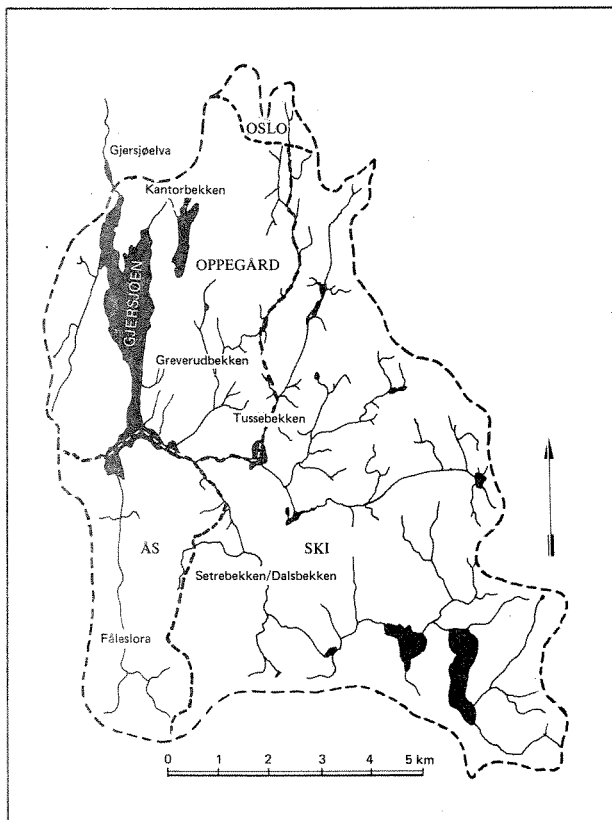 OSLO
Gjersjøelva
Kantorbekken
OPPEGÅRD
GJERSJØEN
Greverudbekken
Tussebekken
ÅS
SKI
Setrebekken/Dalsbekken
Fåleslora
0 1 2 3 4 5 km